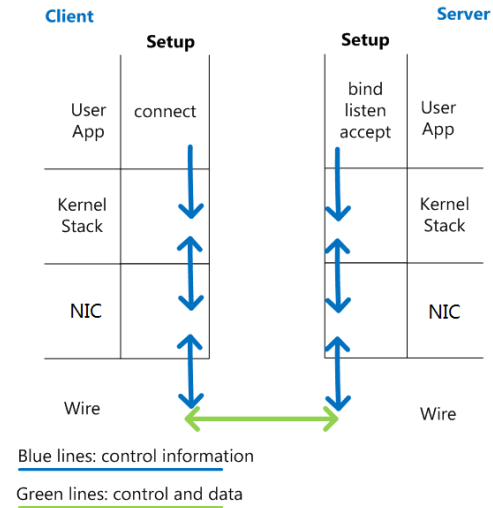 Client
Server
Setup
Setup
User
App
connect
bind
listen
accept
User
App
Kernel
Stack
Kernel
Stack
NIC
NIC
Wire
Wire
Blue lines: control information
Green lines: control and data